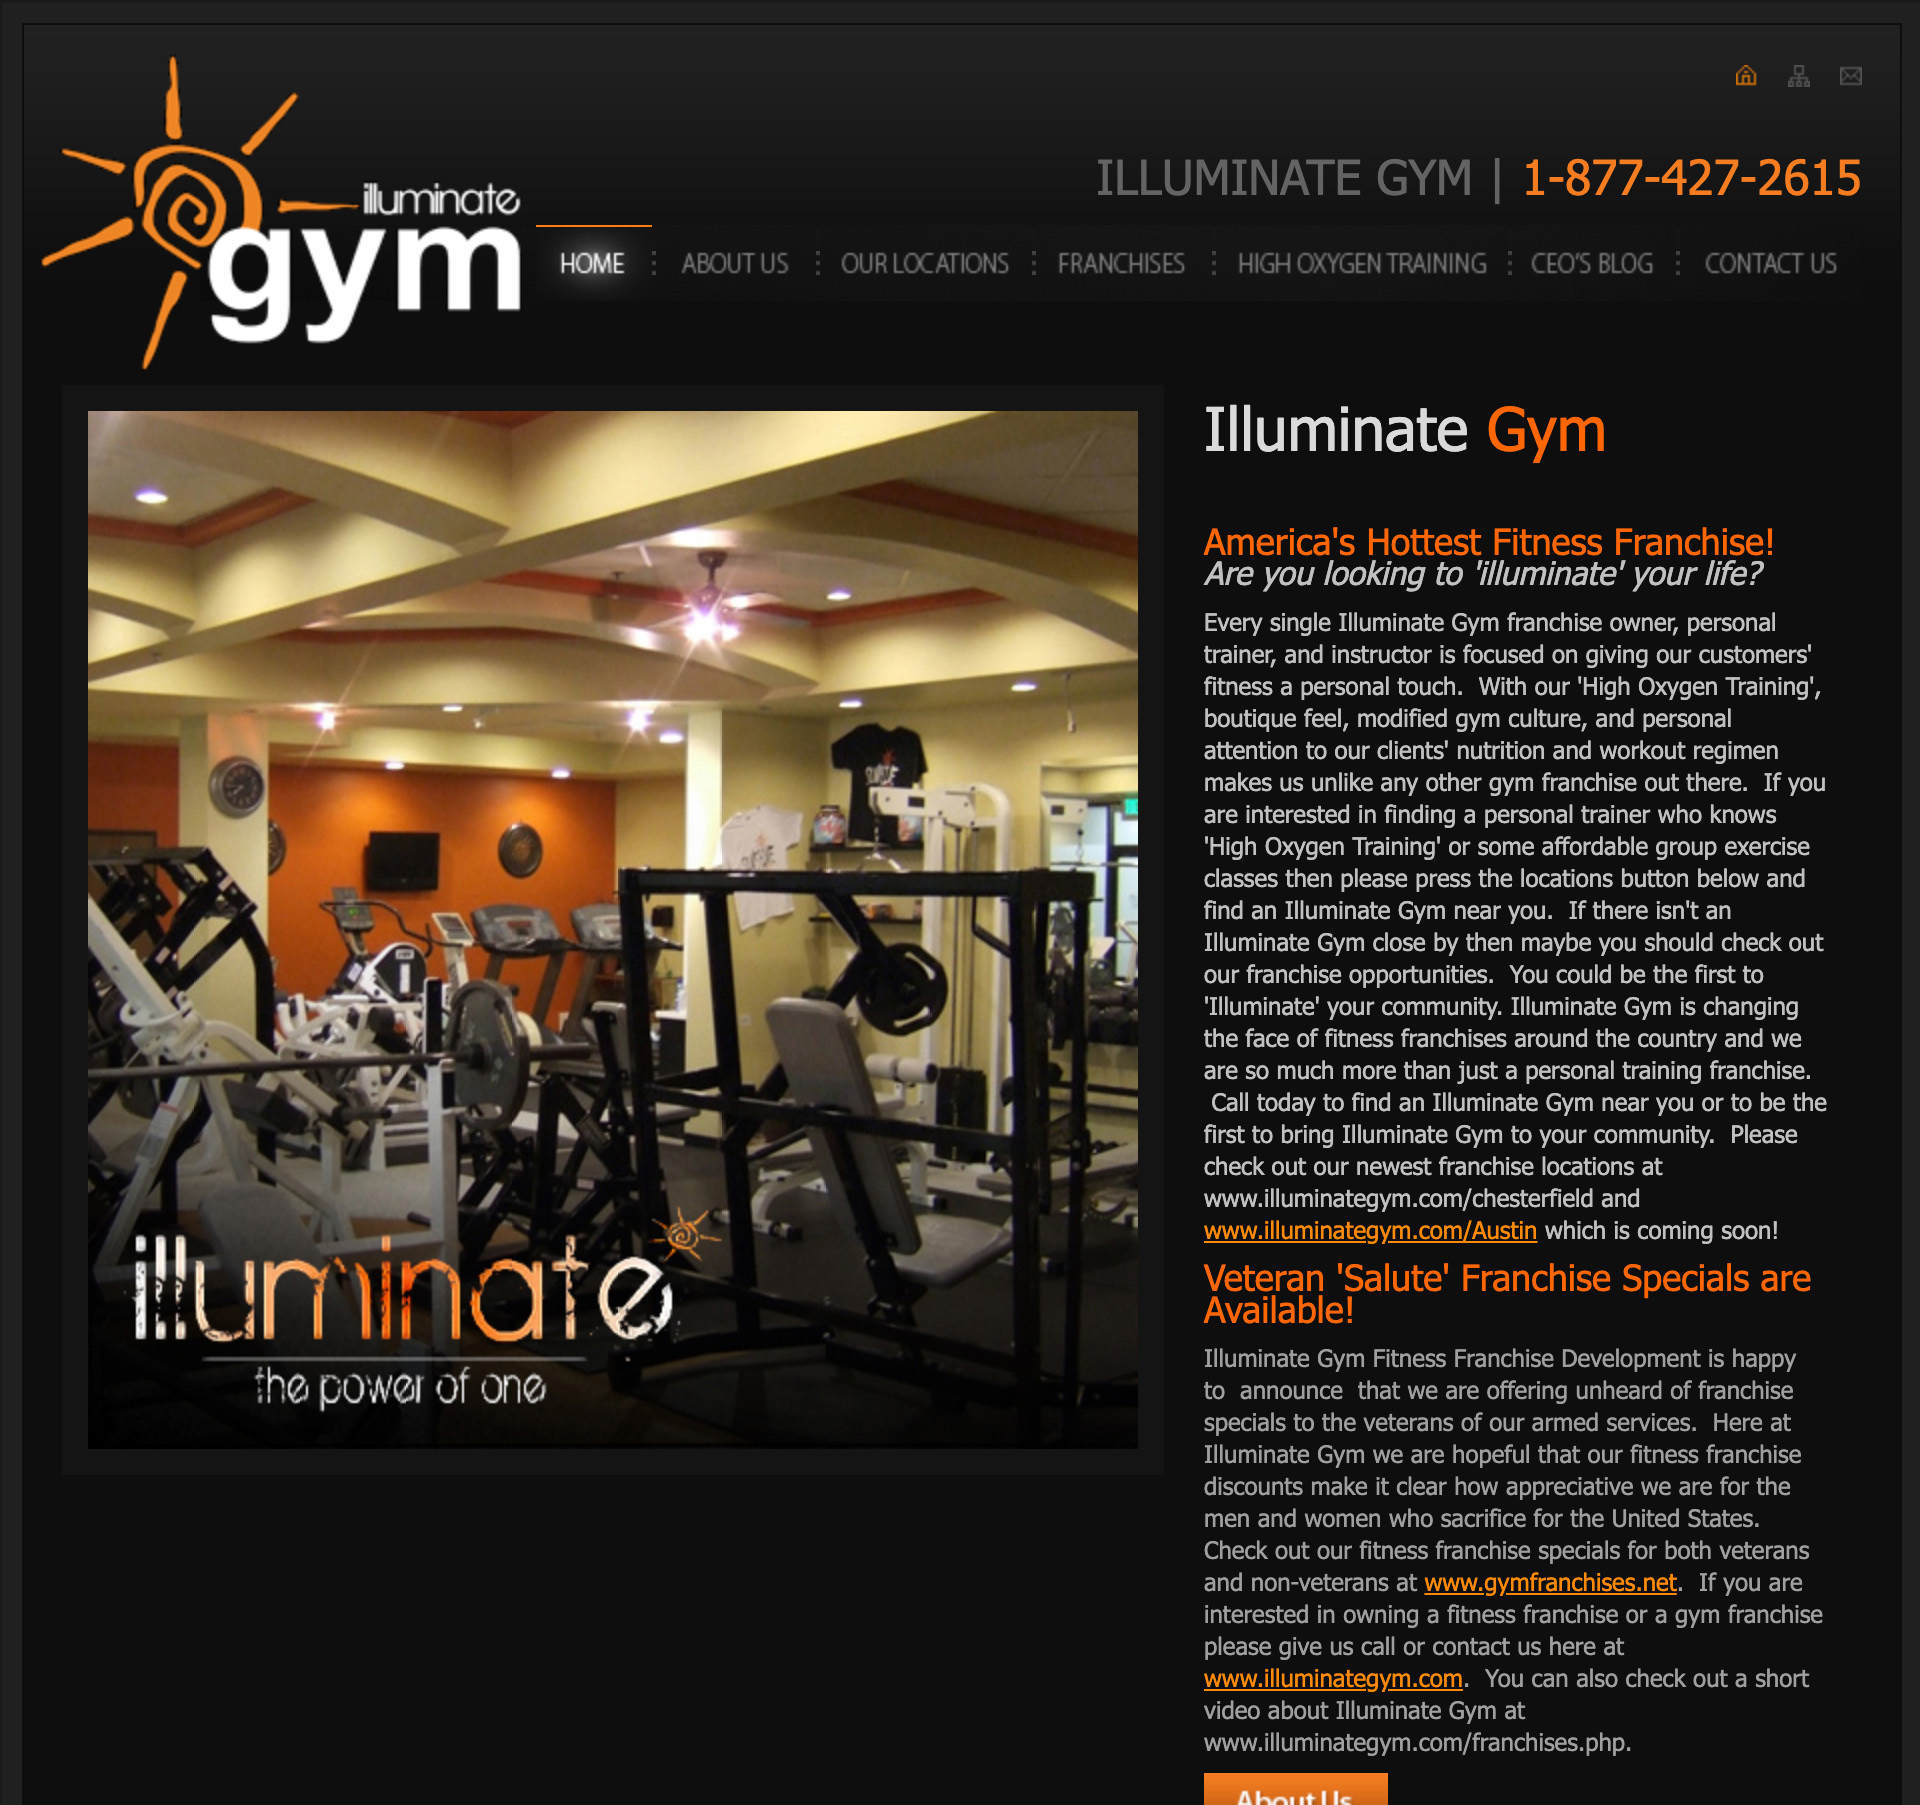 illuminate
gym
ILLUMINATE GYM | 1-877-427-2615
HOME
ABOUT US
OUR LOCATIONS
FRANCHISES
HIGH OXYGEN TRAINING
CEO'S BLOG
CONTACT US
illuminate
the power of one
Illuminate Gym
America's Hottest Fitness Franchise!
Are you looking to 'illuminate' your life?
Every single Illuminate Gym franchise owner, personal
trainer, and instructor is focused on giving our customers'
fitness a personal touch.  With our 'High Oxygen Training',
boutique feel, modified gym culture, and personal
attention to our clients' nutrition and workout regimen
makes us unlike any other gym franchise out there.  If you
are interested in finding a personal trainer who knows
'High Oxygen Training' or some affordable group exercise
classes then please press the locations button below and
find an Illuminate Gym near you.  If there isn't an
Illuminate Gym close by then maybe you should check out
our franchise opportunities.  You could be the first to
'Illuminate' your community. Illuminate Gym is changing
the face of fitness franchises around the country and we
are so much more than just a personal training franchise.
Call today to find an Illuminate Gym near you or to be the
first to bring Illuminate Gym to your community.  Please
check out our newest franchise locations at
www.illuminategym.com/chesterfield and
www.illuminategym.com/Austin which is coming soon!
Veteran 'Salute' Franchise Specials are
Available!
Illuminate Gym Fitness Franchise Development is happy
to  announce  that we are offering unheard of franchise
specials to the veterans of our armed services.  Here at
Illuminate Gym we are hopeful that our fitness franchise
discounts make it clear how appreciative we are for the
men and women who sacrifice for the United States.
Check out our fitness franchise specials for both veterans
and non-veterans at www.gymfranchises.net.  If you are
interested in owning a fitness franchise or a gym franchise
please give us call or contact us here at
www.illuminategym.com.  You can also check out a short
video about Illuminate Gym at
www.illuminategym.com/franchises.php.
About Us